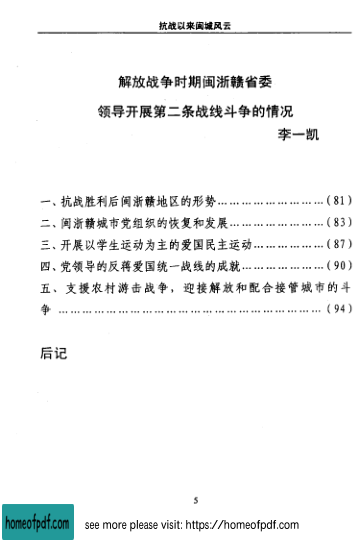 抗战以来闽城风云
解放战争时期闽浙赣省委
领导开展第二条战线斗争的情况
李一凯
一、抗战胜利后闽浙赣地区的形势………………………(81)
二、闽浙赣城市党组织的恢复和发展……………………(83)
三、开展以学生运动为主的爱国民主运动………………(87)
四、党领导的反蒋爱国统一战线的成就…………………(90)
五、支援农村游击战争，迎接解放和配合接管城市的斗
争 ………………………………………………………………(94)
后记
5
homeofpdf.com see more please visit: https://homeofpdf.com